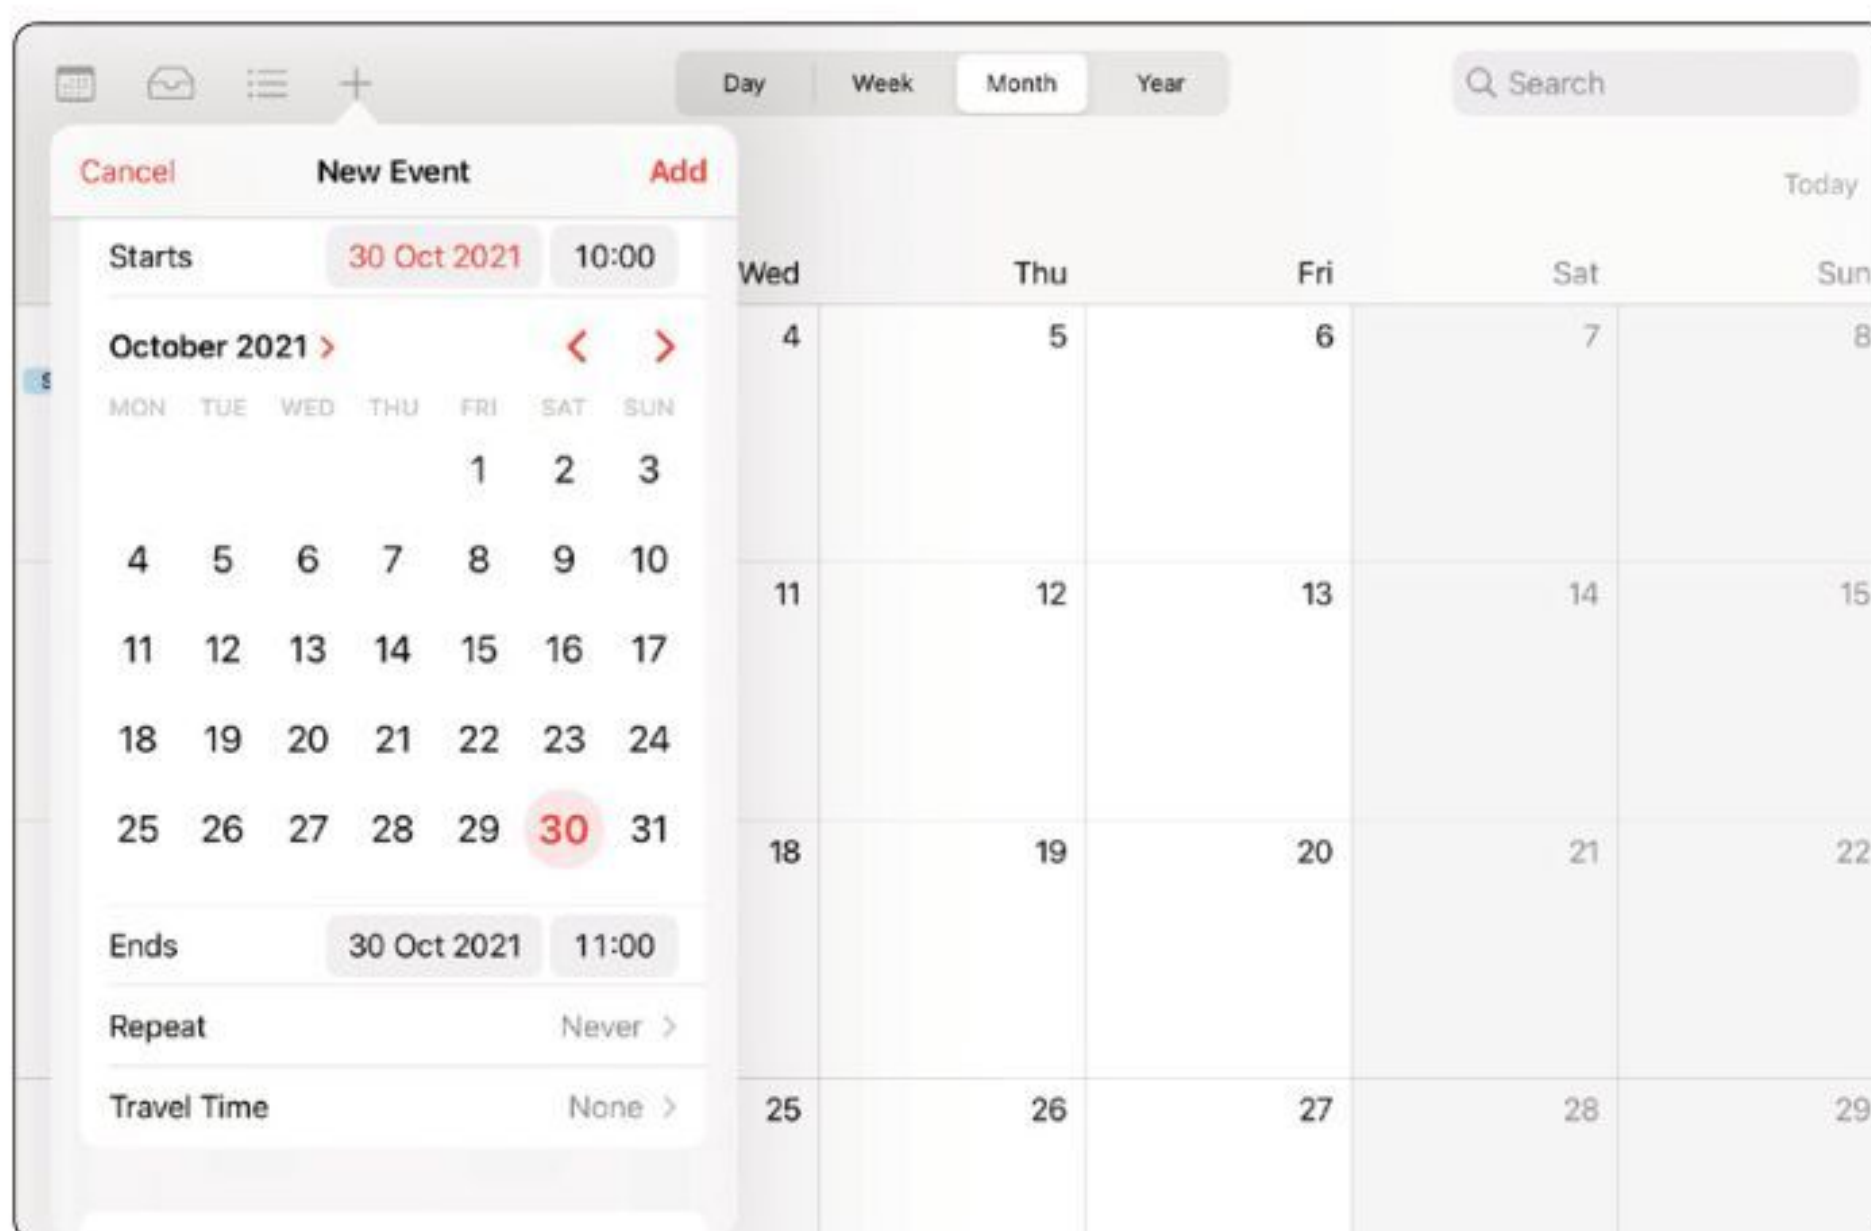 Day Week Month Year
Search
Cancel New Event Add
Today
Starts 30 Oct 2021 10:00
Wed Thu Fri Sat Sun
October 2021 >
4 5 6 7 8
MON TUE WED THU FRI SAT SUN
1 2 3
4 5 6 7 8 9 10
11 12 13 14 15
11 12 13 14 15 16 17
18 19 20 21 22 23 24
25 26 27 28 29 30 31
18 19 20 21 22
Ends 30 Oct 2021 11:00
Repeat Never >
Travel Time None >
25 26 27 28 29